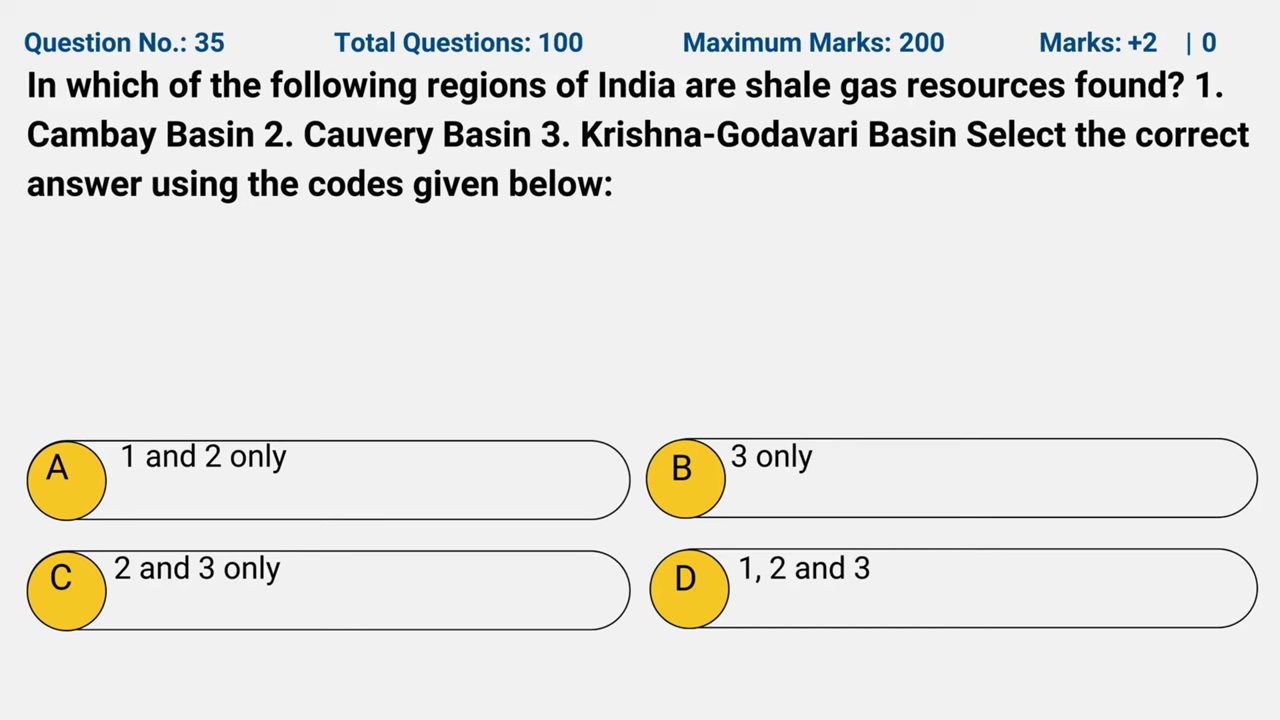 Question No.: 35 Total Questions: 100 Maximum Marks: 200 Marks: +2 | 0
In which of the following regions of India are shale gas resources found? 1.
Cambay Basin 2. Cauvery Basin 3. Krishna-Godavari Basin Select the correct
answer using the codes given below:
A 1 and 2 only
B 3 only
C 2 and 3 only
D 1, 2 and 3